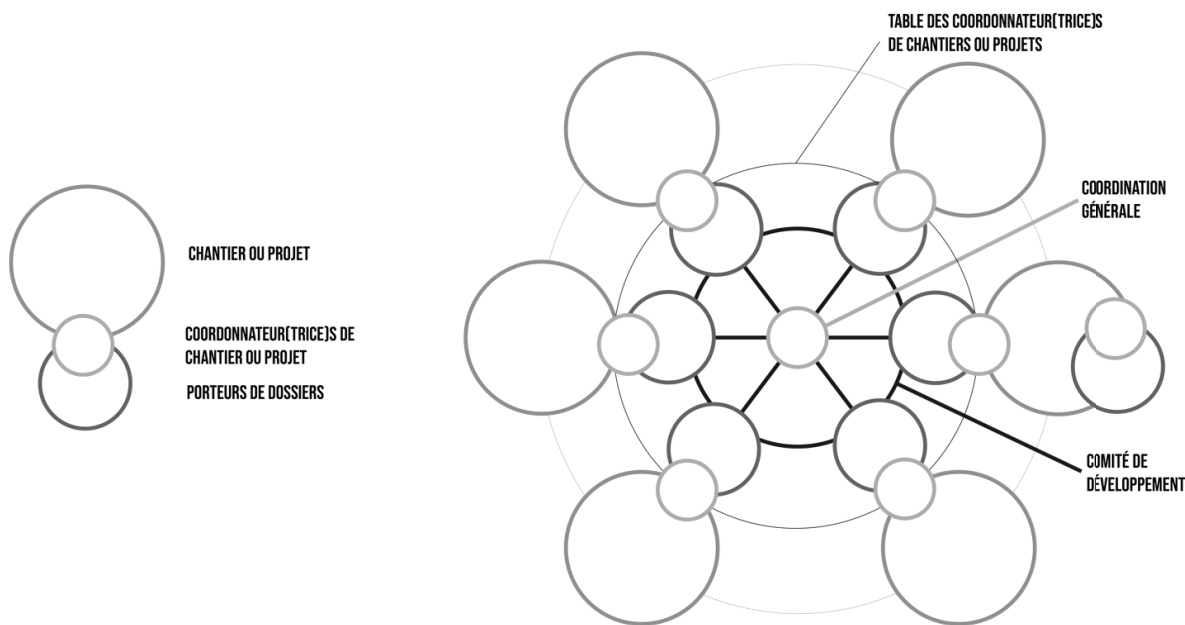 TABLE DES COORDONNATEUR(TRICE)S
DE CHANTIERS OU PROJETS
COORDINATION
GÉNÉRALE
CHANTIER OU PROJET
COORDONNATEUR(TRICE)S DE
CHANTIER OU PROJET
PORTEURS DE DOSSIERS
COMITÉ DE
DÉVELOPPEMENT